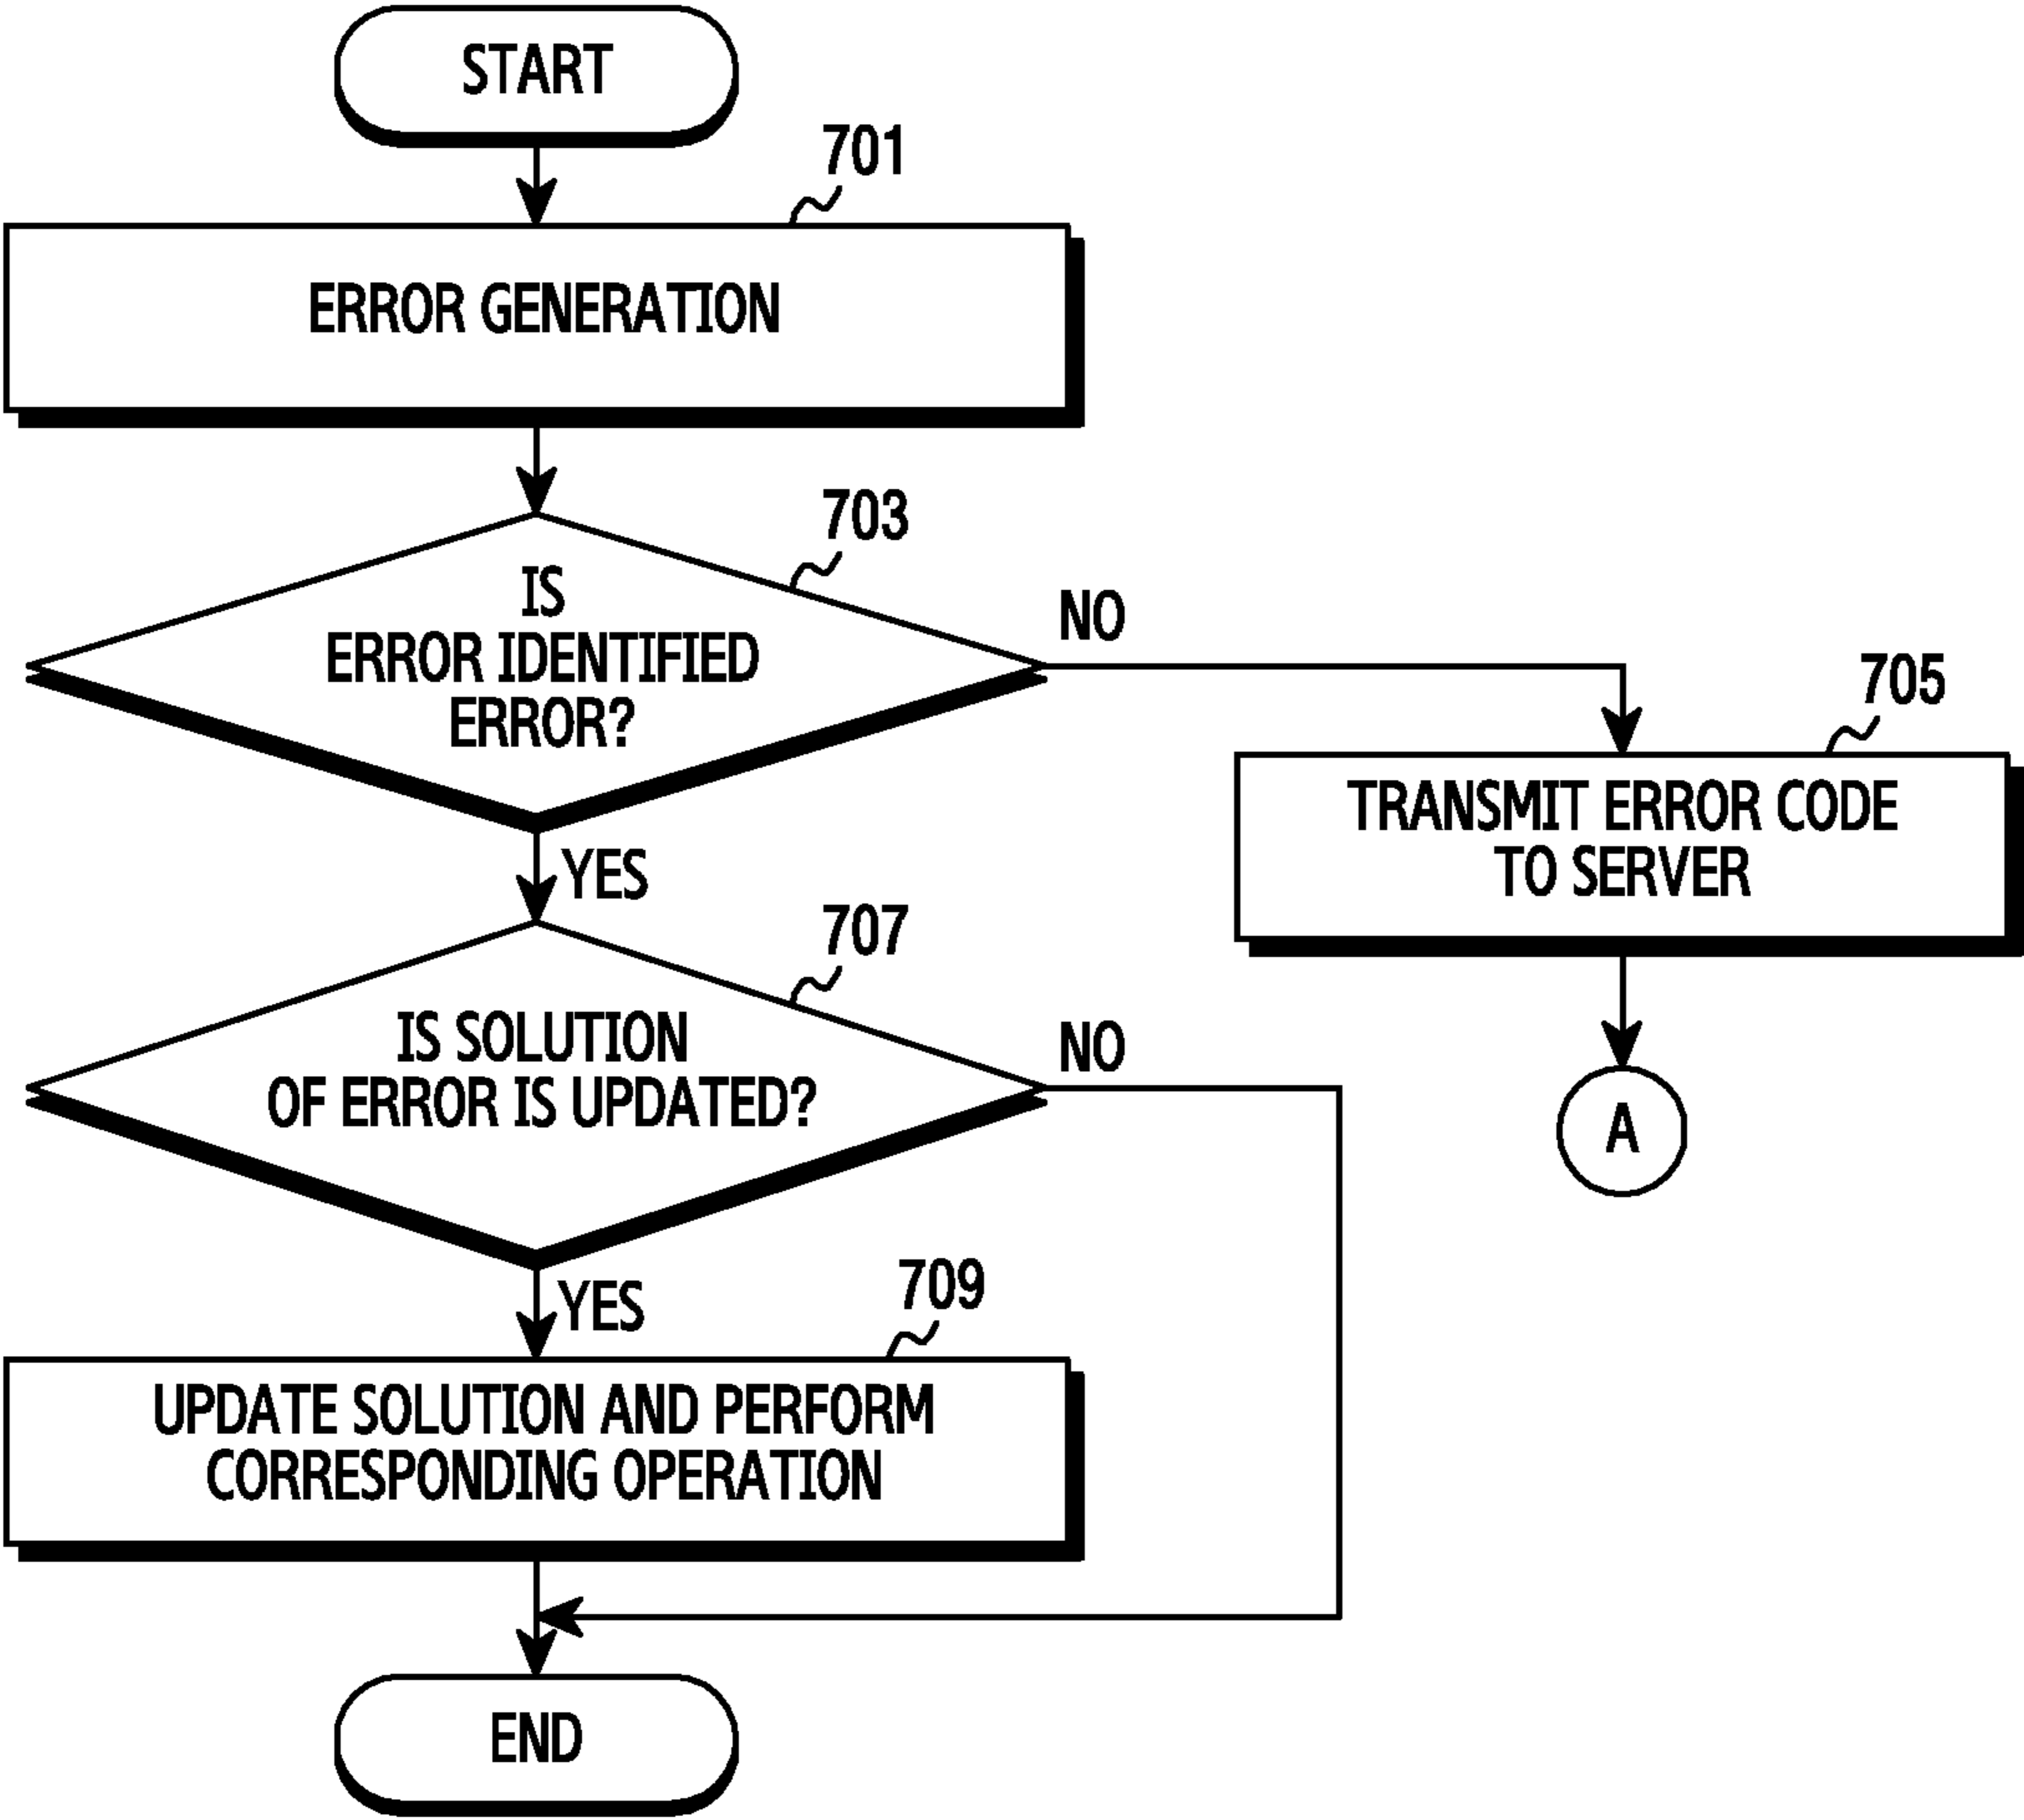 START
701
ERROR GENERATION
703
IS
ERROR IDENTIFIED
ERROR?
NO
705
TRANSMIT ERROR CODE
TO SERVER
YES
707
IS SOLUTION
OF ERROR IS UPDATED?
NO
A
YES
709
UPDATE SOLUTION AND PERFORM
CORRESPONDING OPERATION
END